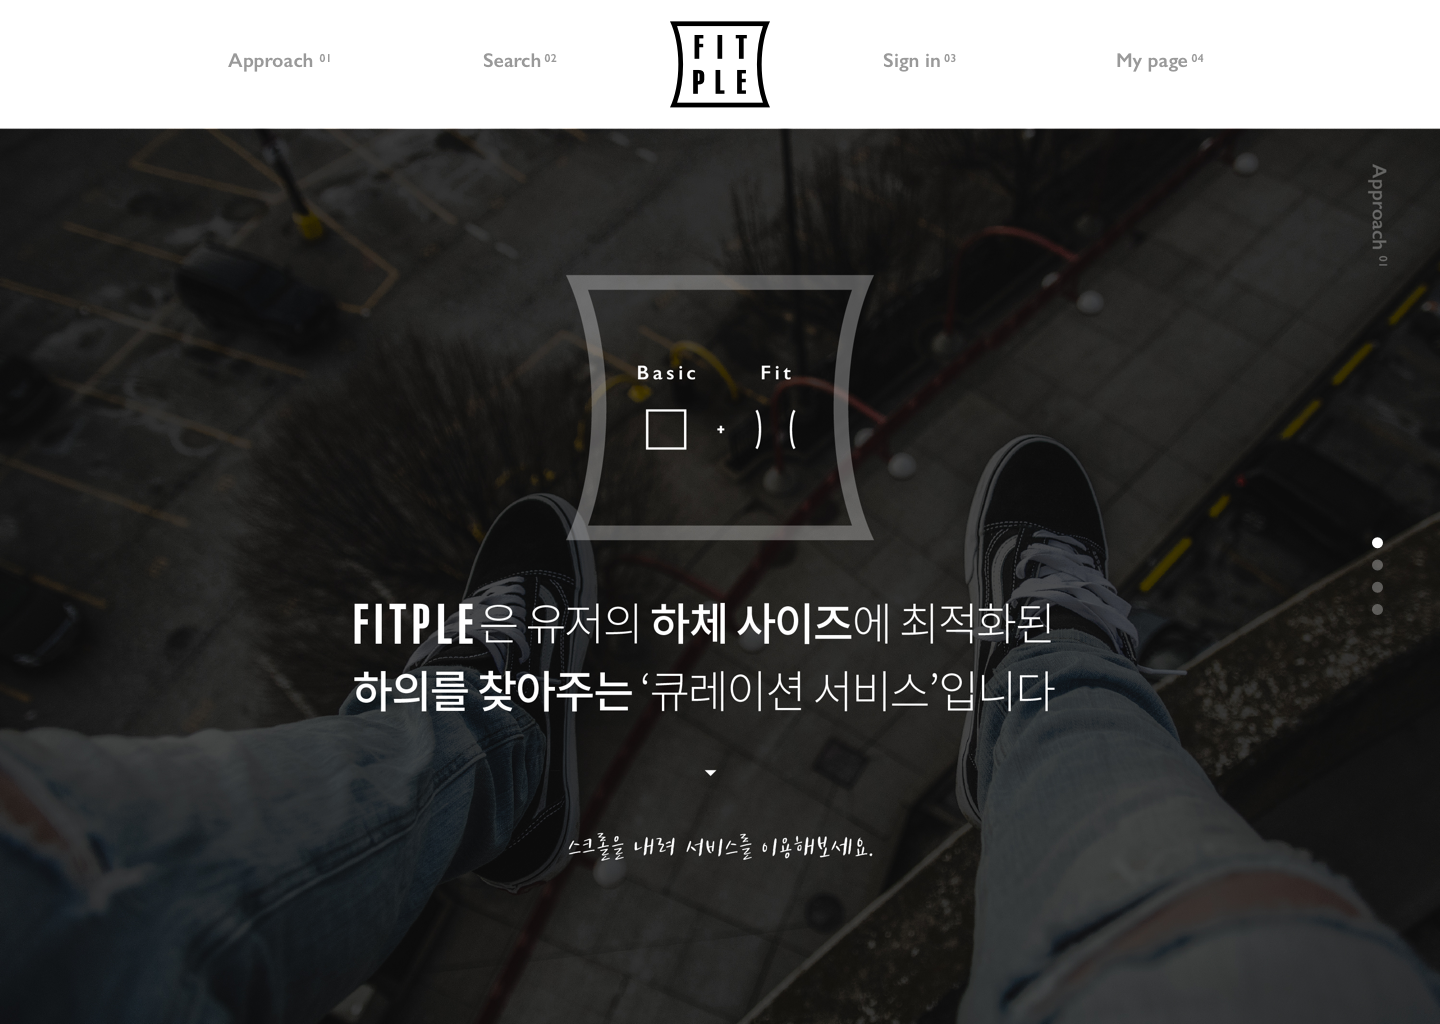 Approach 01
Search 02
FIT
PLE
Sign in 03
My page 04
Approach 01
Basic Fit
+ ) (
FITPLE은 유저의 하체 사이즈에 최적화된
하의를 찾아주는 ‘큐레이션 서비스’입니다
스크롤을 내려 서비스를 이용해보세요.